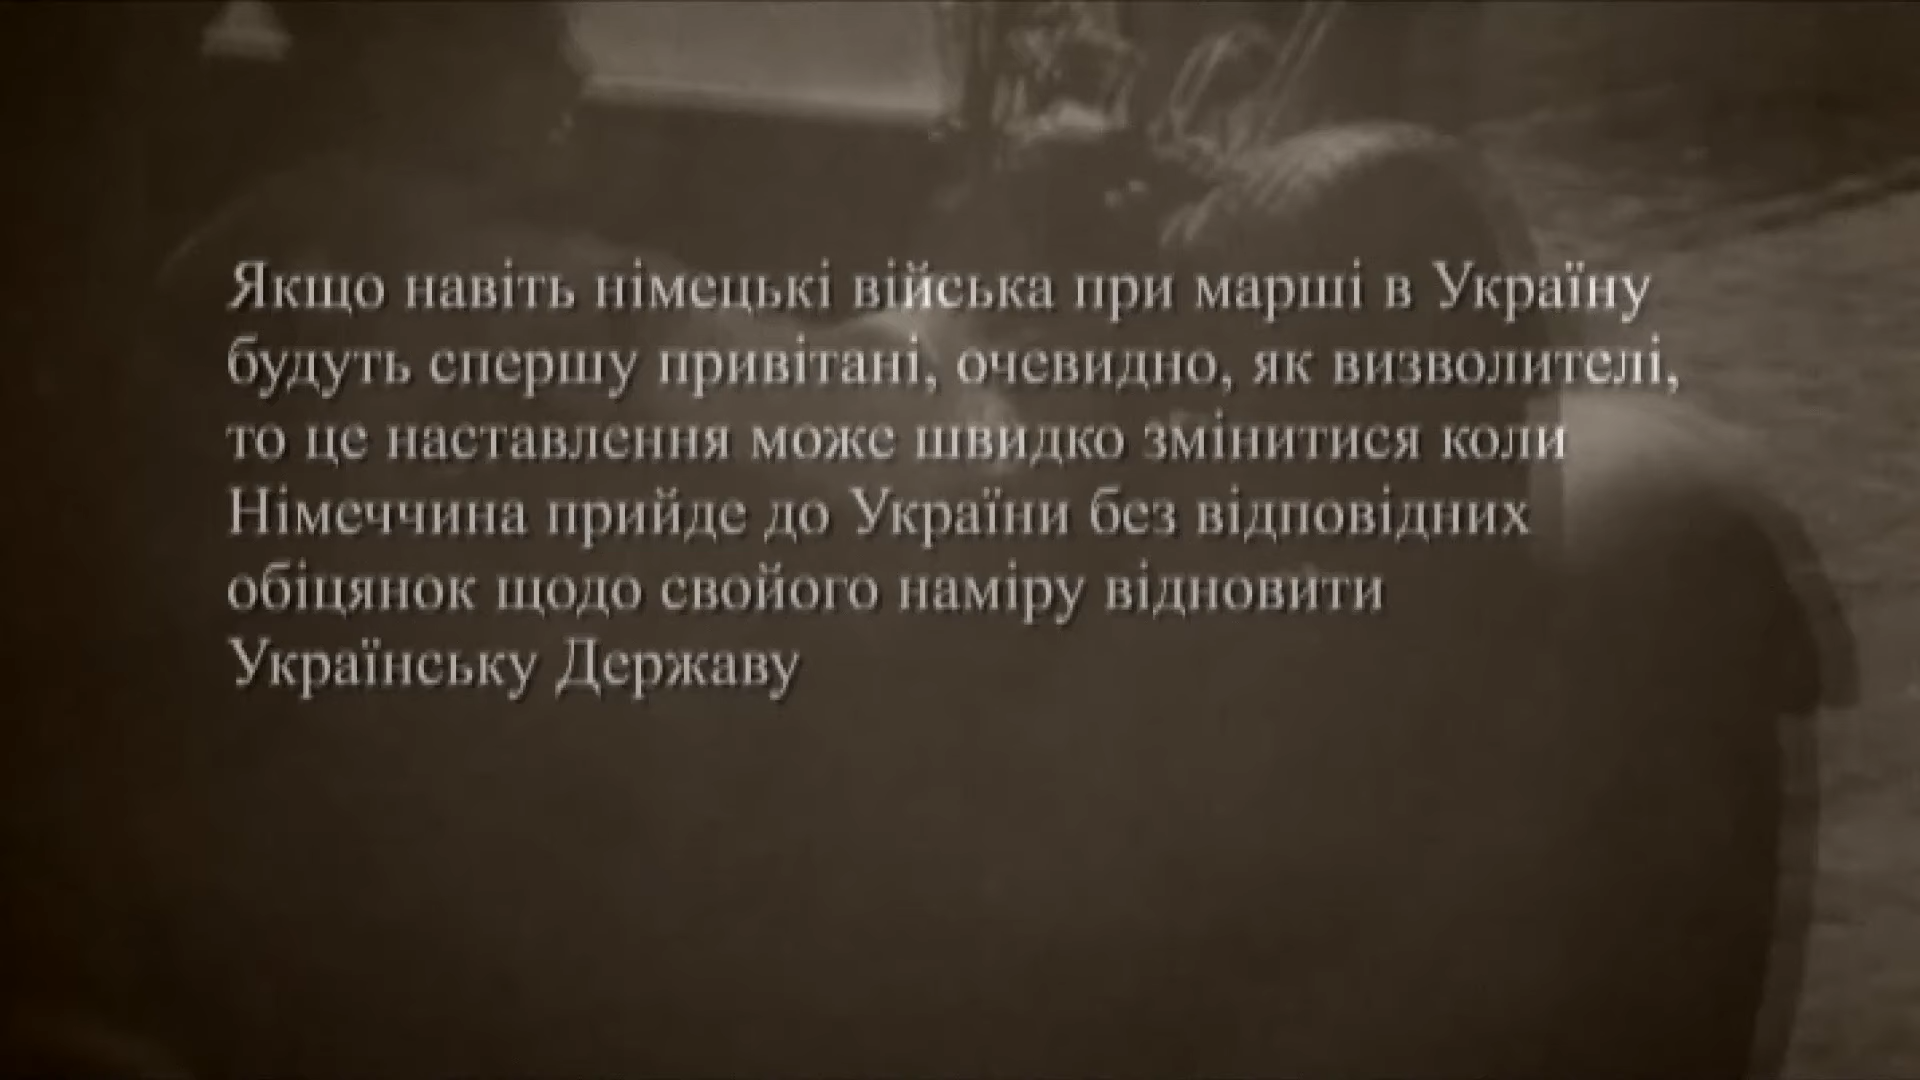 Якщо навіть німецькі війська при марші в Україну
будуть спершу привітані, очевидно, як визволителі,
то це наставлення може швидко змінитися коли
Німеччина прийде до України без відповідних
обіцянок щодо свойого наміру відновити
Українську Державу